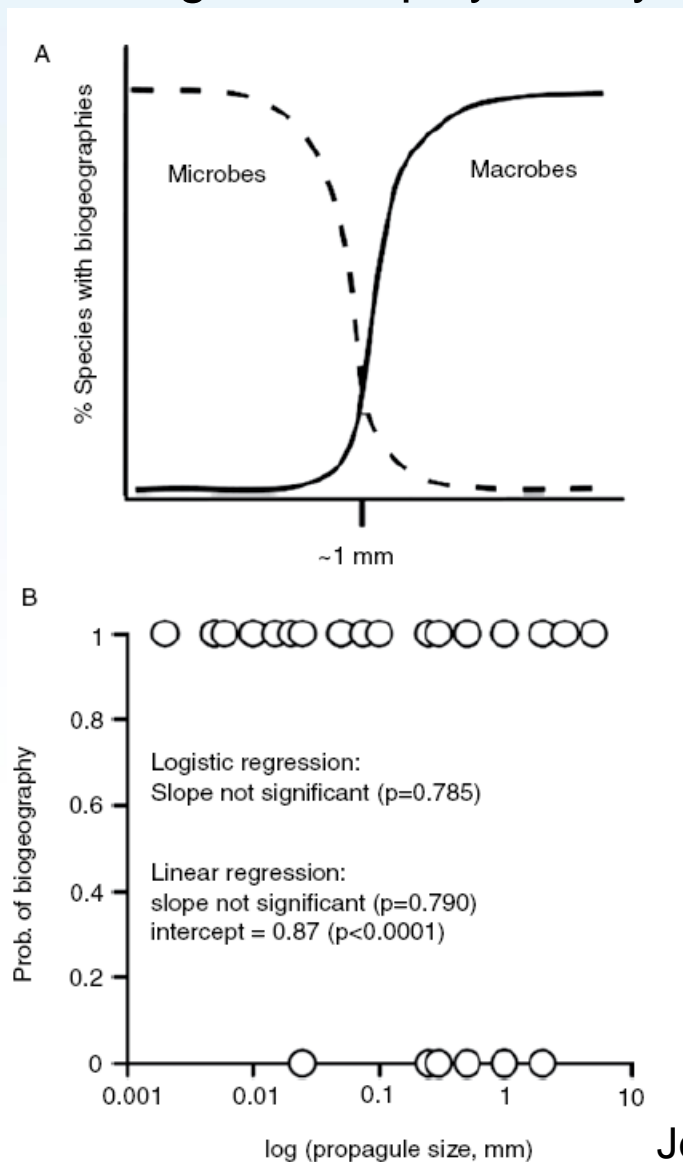 A
% Species with biogeographies
Microbes
Macrobes
~1 mm
B
Prob. of biogeography
1
0.8
0.6
0.4
0.2
0
Logistic regression:
Slope not significant (p=0.785)
Linear regression:
slope not significant (p=0.790)
intercept = 0.87 (p<0.0001)
0.001
0.01
0.1
1
10
log (propagule size, mm)